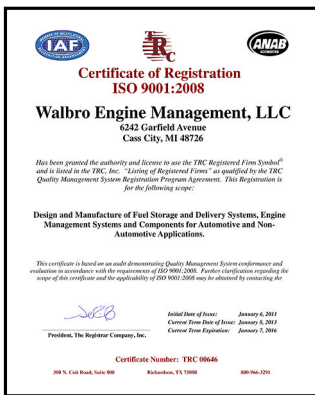 MEMBER OF MULTILATERAL
IAF
RECOGNITION ARRANGEMENT
TRC
ANAB
ACCREDITED
Certificate of Registration
ISO 9001:2008
Walbro Engine Management, LLC
6242 Garfield Avenue
Cass City, MI 48726
Has been granted the authority and license to use the TRC Registered Firm Symbol®
and is listed in the TRC, Inc. "Listing of Registered Firms" as qualified by the TRC
Quality Management System Registration Program Agreement. This Registration is
for the following scope:
Design and Manufacture of Fuel Storage and Delivery Systems, Engine
Management Systems and Components for Automotive and Non-
Automotive Applications.
This certificate is based on an audit demonstrating Quality Management System conformance and
evaluation in accordance with the requirements of ISO 9001:2008. Further clarification regarding the
scope of this certificate and the applicability of ISO 9001:2008 may be obtained by contacting the
Initial Date of Issue: January 6, 2011
Current Term Date of Issue: January 8, 2013
Current Term Expiration: January 7, 2016
President, The Registrar Company, Inc.
Certificate Number: TRC 00646
300 N. Coit Road, Suite 800 Richardson, TX 75080 800-966-3291